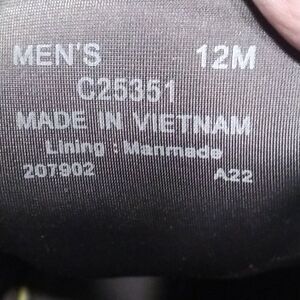 MEN'S 12M
C25351
MADE IN VIETNAM
Lining : Manmade
207902 A22